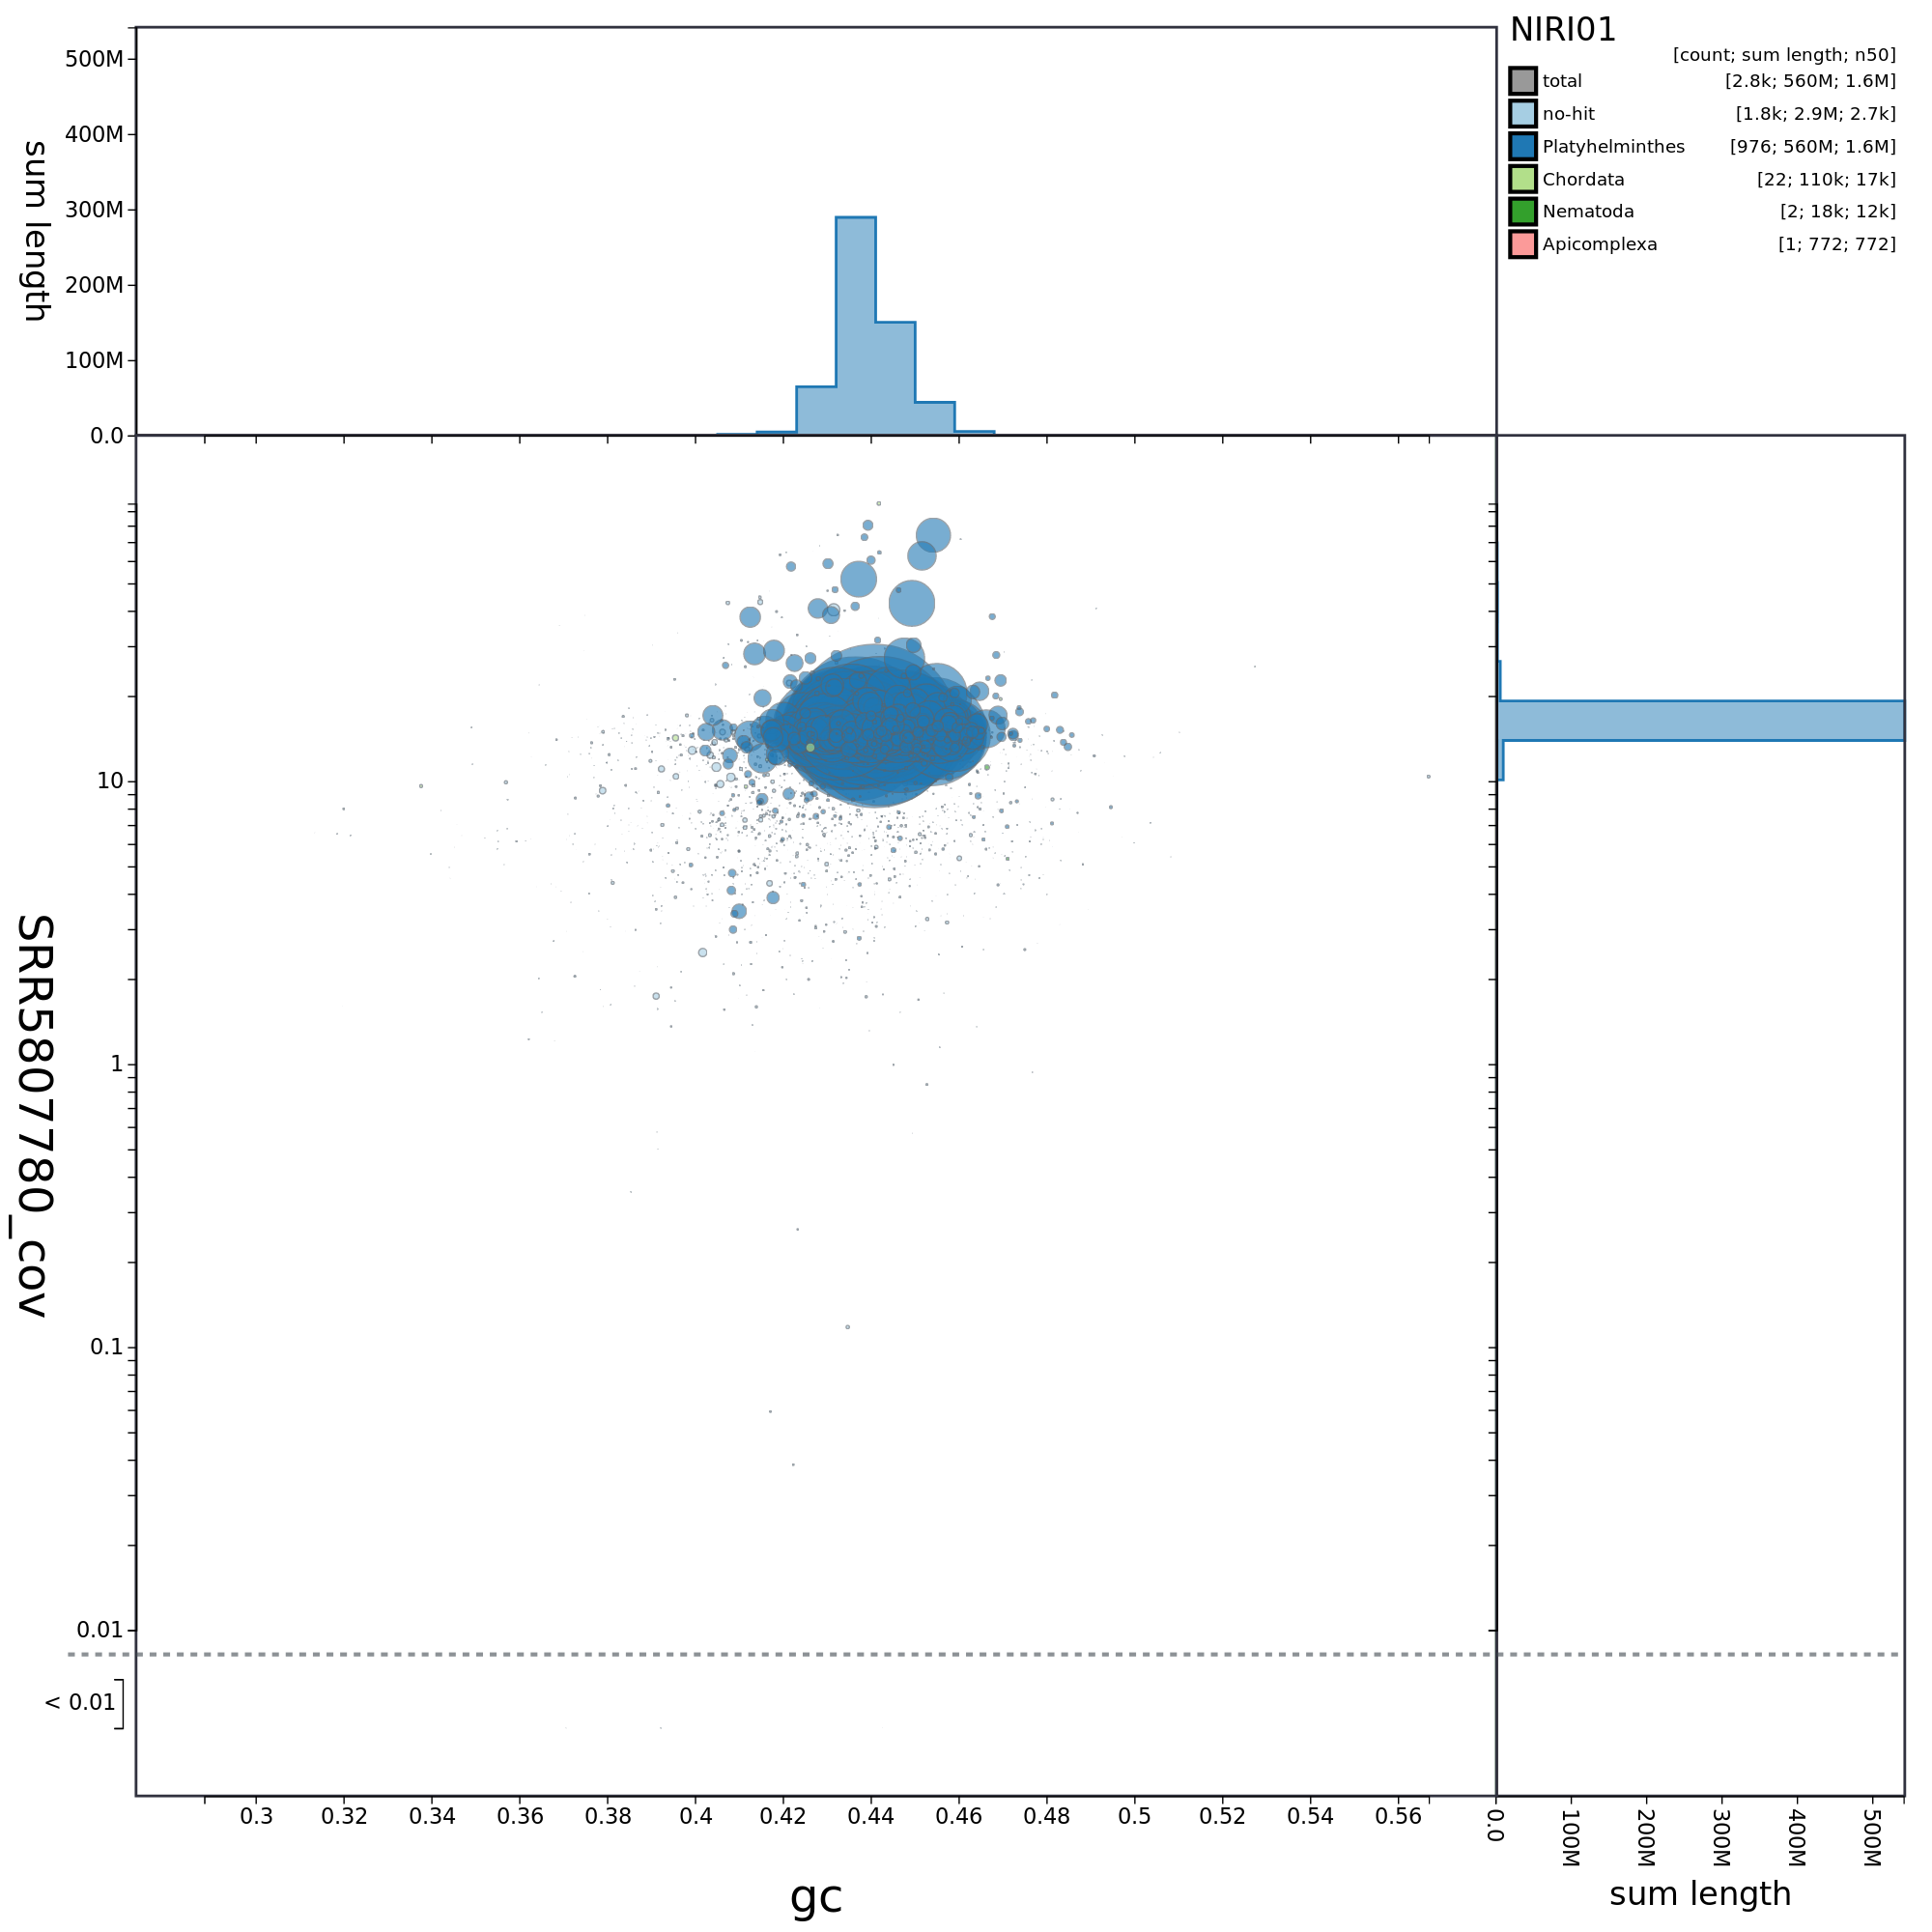 NIRI01
[count; sum length; n50]
total [2.8k; 560M; 1.6M]
no-hit [1.8k; 2.9M; 2.7k]
Platyhelminthes [976; 560M; 1.6M]
Chordata [22; 110k; 17k]
Nematoda [2; 18k; 12k]
Apicomplexa [1; 772; 772]
sum length
500M
400M
300M
200M
100M
0.0
SRR5807780_cov
10
1
0.1
0.01
< 0.01
0.3 0.32 0.34 0.36 0.38 0.4 0.42 0.44 0.46 0.48 0.5 0.52 0.54 0.56
gc
0.0 100M 200M 300M 400M 500M
sum length